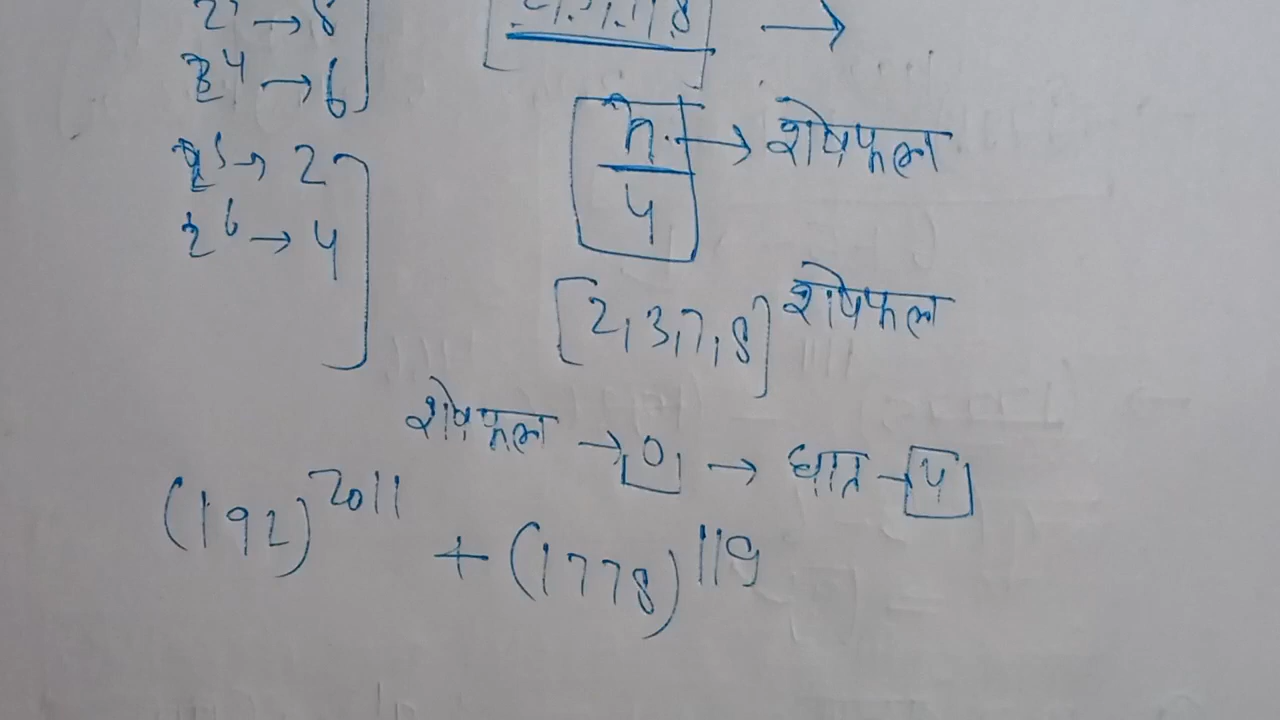 2³ → 8
2⁴ → 6
2⁵ → 2
2⁶ → 4
n/4 → शेषफल
[2,3,7,8] शेषफल
शेषफल → 0 → घात → 4
(192)²⁰¹¹ + (1778)¹¹⁹